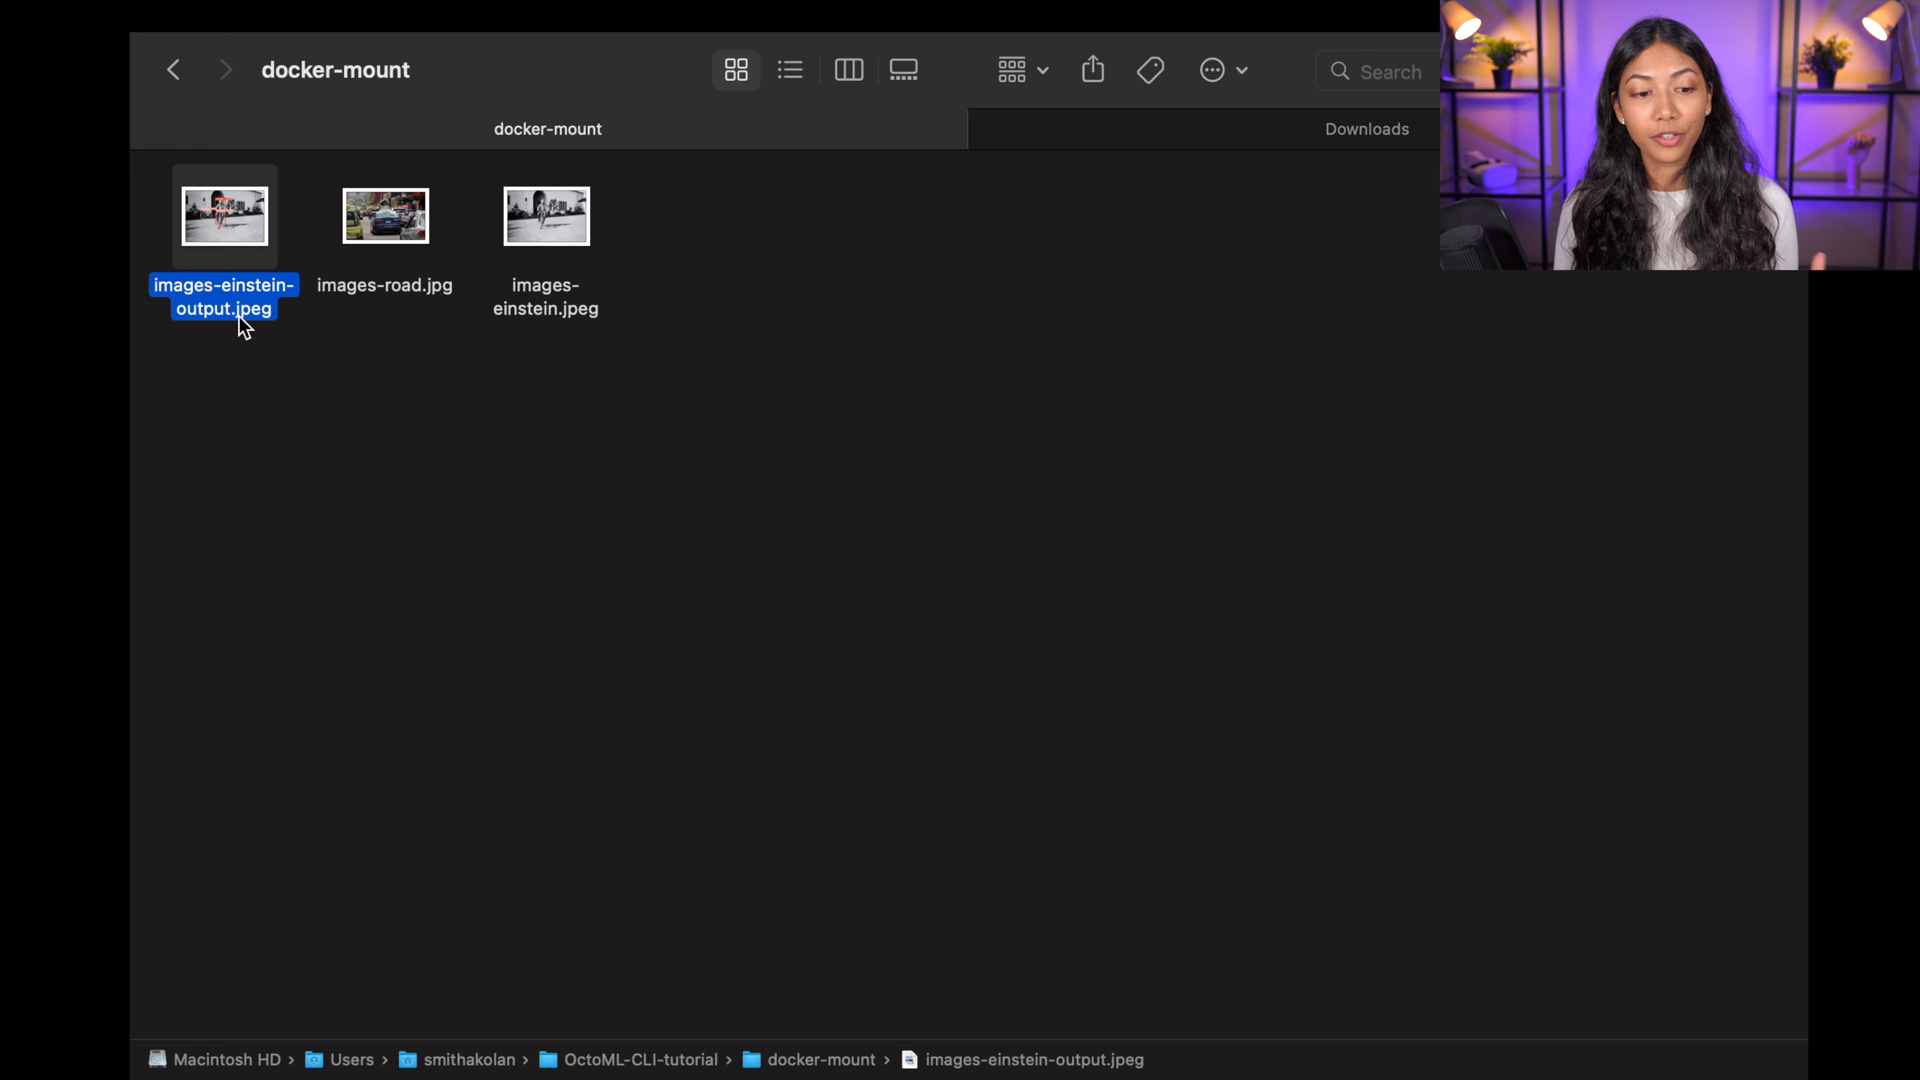 docker-mount
Search
docker-mount
Downloads
images-einstein-
output.jpeg
images-road.jpg
images-
einstein.jpeg
Macintosh HD › Users › smithakolan › OctoML-CLI-tutorial › docker-mount › images-einstein-output.jpeg